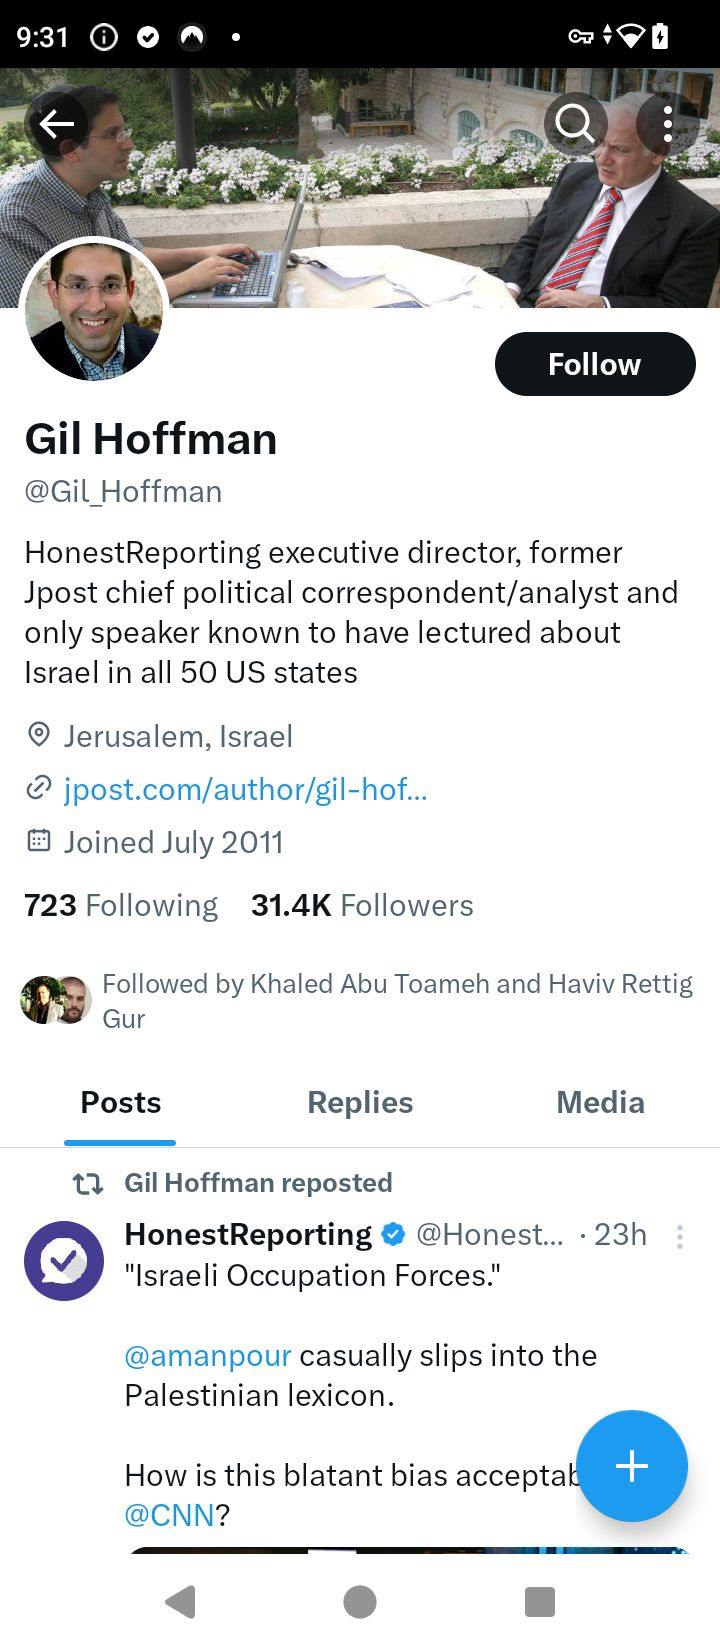 9:31
Follow
Gil Hoffman
@Gil_Hoffman
HonestReporting executive director, former
Jpost chief political correspondent/analyst and
only speaker known to have lectured about
Israel in all 50 US states
Jerusalem, Israel
jpost.com/author/gil-hof...
Joined July 2011
723 Following 31.4K Followers
Followed by Khaled Abu Toameh and Haviv Rettig
Gur
Posts Replies Media
Gil Hoffman reposted
HonestReporting @Honest... · 23h
"Israeli Occupation Forces."
@amanpour casually slips into the
Palestinian lexicon.
How is this blatant bias acceptab
@CNN?